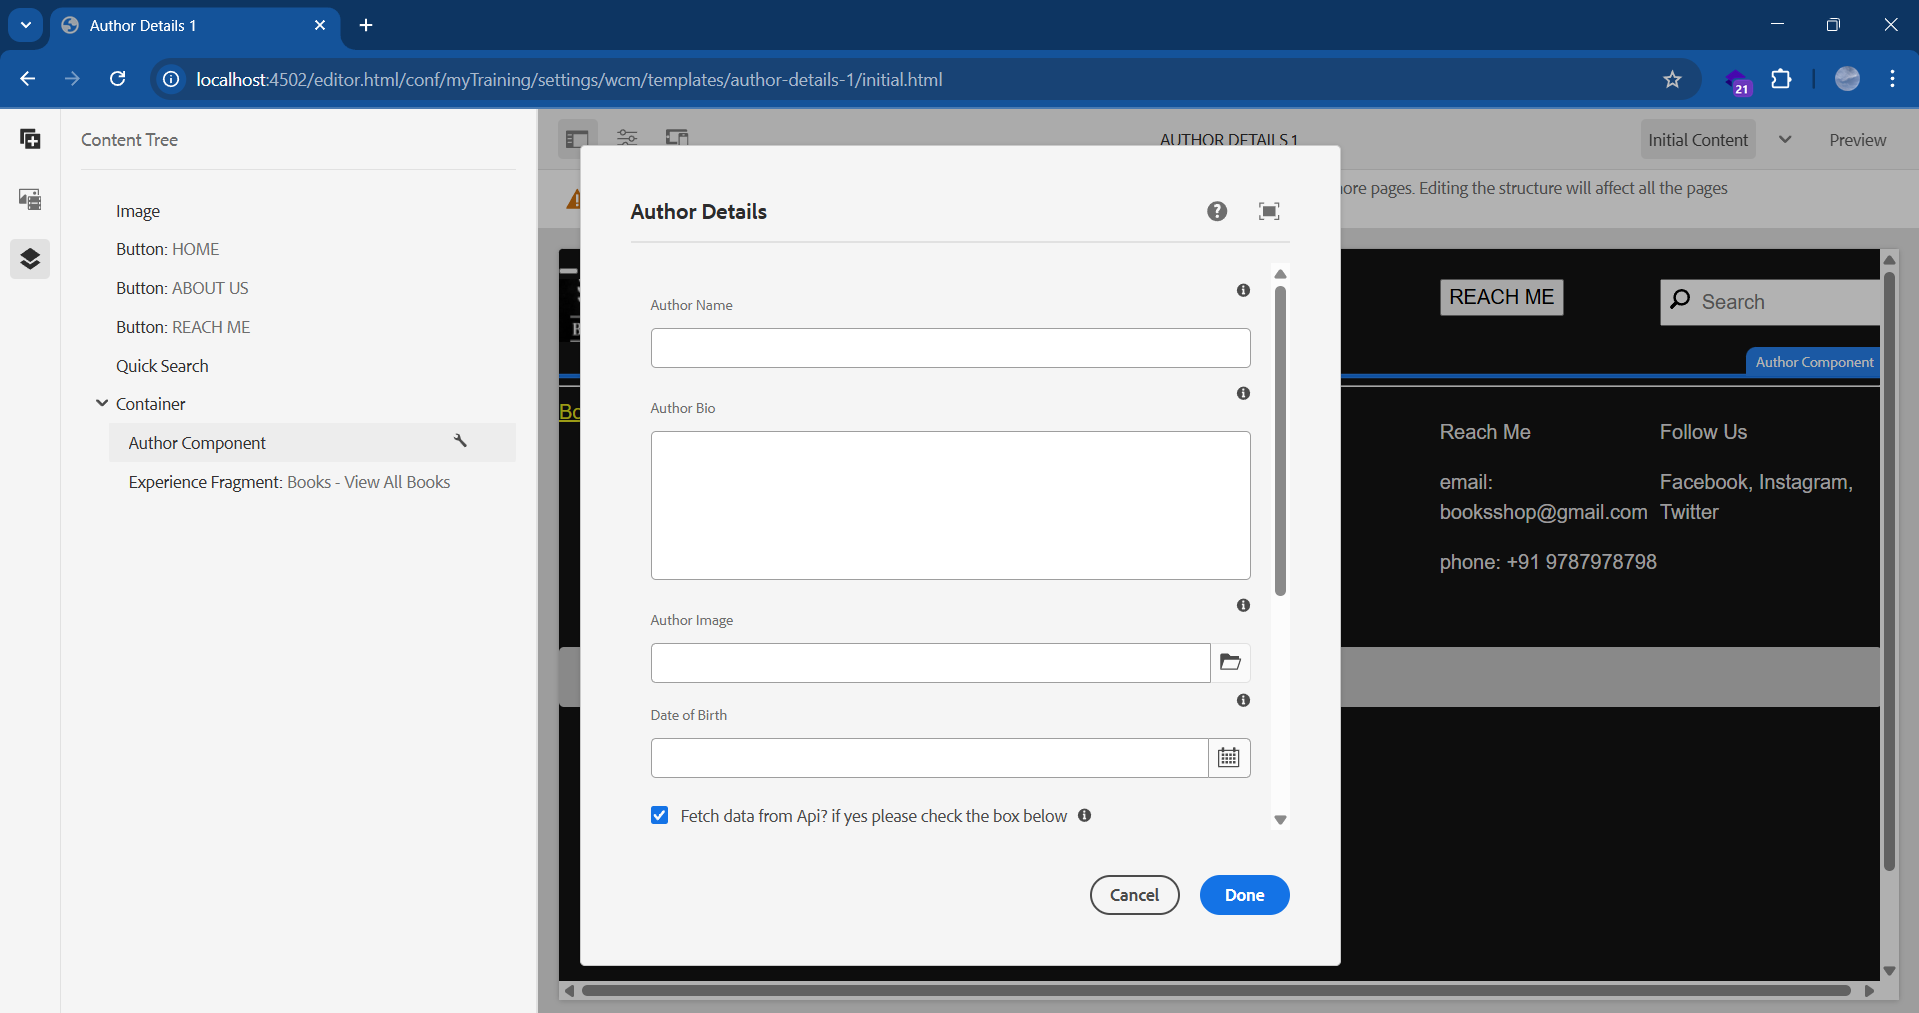 Author Details 1
localhost:4502/editor.html/conf/myTraining/settings/wcm/templates/author-details-1/initial.html
21
Content Tree
Image
Button: HOME
Button: ABOUT US
Button: REACH ME
Quick Search
Container
Author Component
Experience Fragment: Books - View All Books
AUTHOR DETAILS 1
Initial Content
Preview
pages. Editing the structure will affect all the pages
Author Details
Author Name
Author Bio
Author Image
Date of Birth
Fetch data from Api? if yes please check the box below
Cancel
Done
REACH ME
Search
Author Component
Reach Me
email:
booksshop@gmail.com
phone: +91 9787978798
Follow Us
Facebook, Instagram,
Twitter